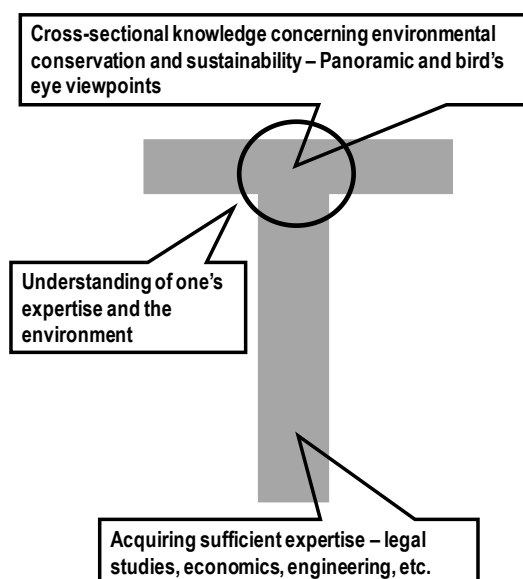 Cross-sectional knowledge concerning environmental
conservation and sustainability – Panoramic and bird’s
eye viewpoints
Understanding of one’s
expertise and the
environment
Acquiring sufficient expertise – legal
studies, economics, engineering, etc.